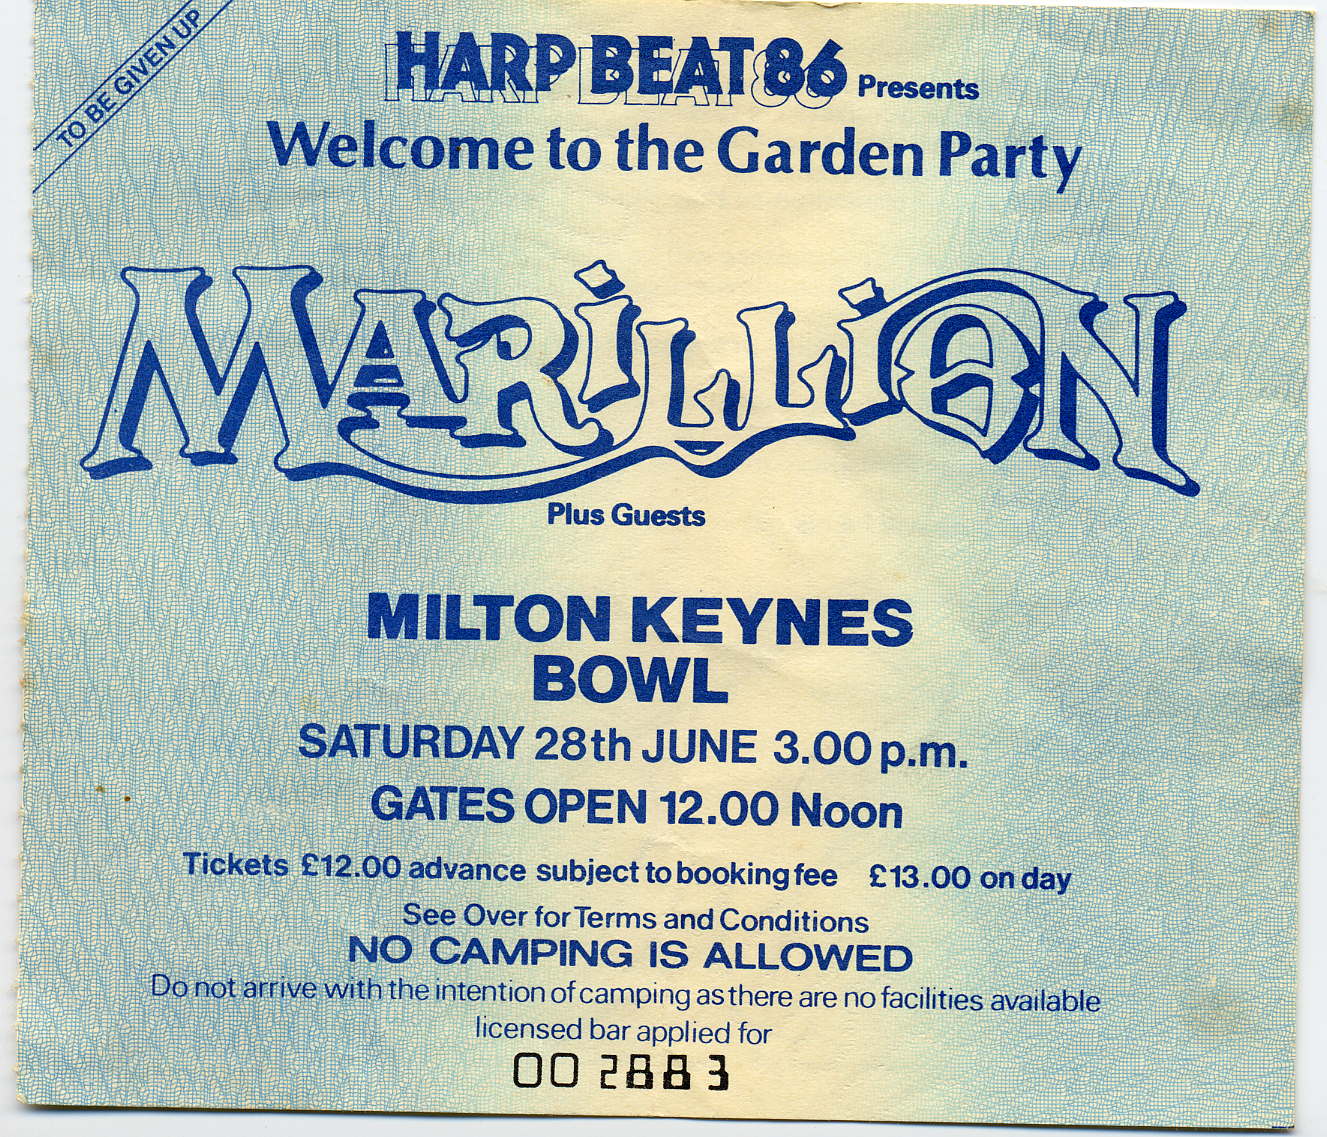 TO BE GIVEN UP
HARP BEAT 86 Presents
Welcome to the Garden Party
MARILLION
Plus Guests
MILTON KEYNES
BOWL
SATURDAY 28th JUNE 3.00 p.m.
GATES OPEN 12.00 Noon
Tickets £12.00 advance subject to booking fee £13.00 on day
See Over for Terms and Conditions
NO CAMPING IS ALLOWED
Do not arrive with the intention of camping as there are no facilities available
licensed bar applied for
00 2883